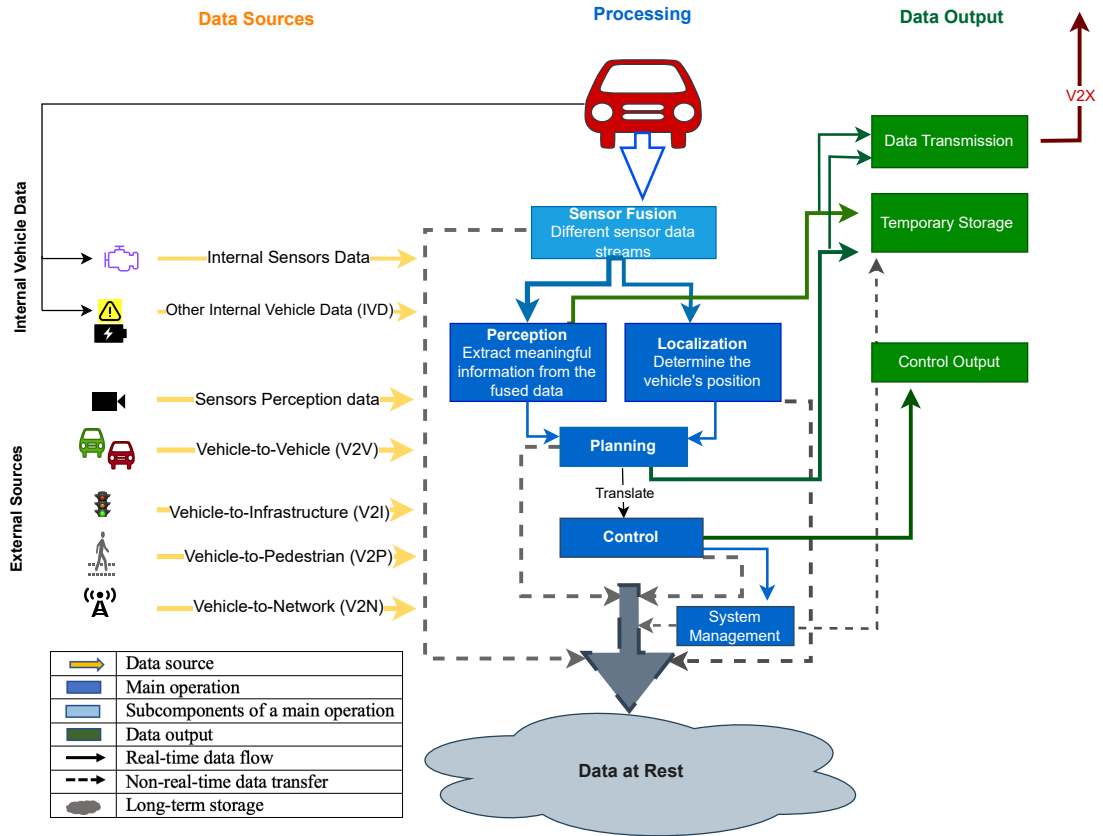 Data Sources
Processing
Data Output
V2X
Data Transmission
Internal Vehicle Data
Sensor Fusion
Different sensor data
streams
Temporary Storage
Internal Sensors Data
Other Internal Vehicle Data (IVD)
Perception
Extract meaningful
information from the
fused data
Localization
Determine the
vehicle's position
Control Output
Sensors Perception data
External Sources
Vehicle-to-Vehicle (V2V)
Planning
Translate
Vehicle-to-Infrastructure (V2I)
Control
Vehicle-to-Pedestrian (V2P)
Vehicle-to-Network (V2N)
System
Management
Data source
Main operation
Subcomponents of a main operation
Data output
Real-time data flow
Non-real-time data transfer
Long-term storage
Data at Rest